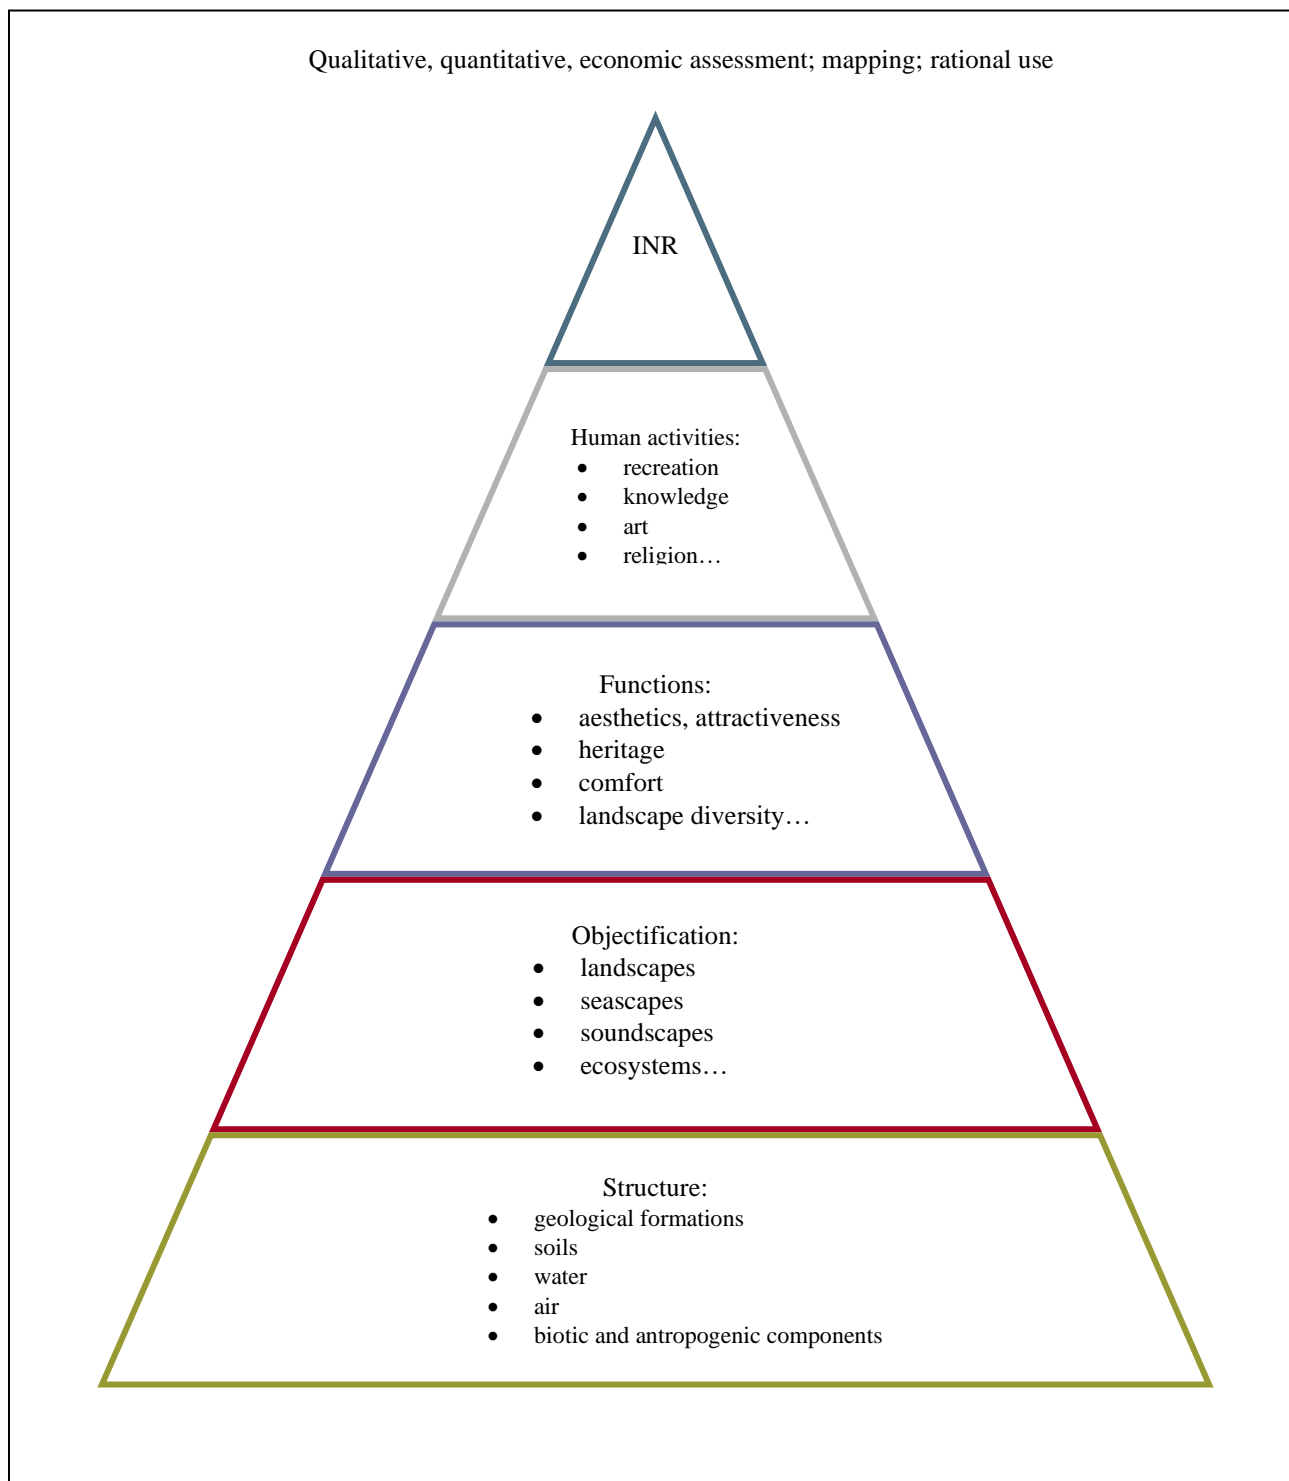 Qualitative, quantitative, economic assessment; mapping; rational use
INR
Human activities:
• recreation
• knowledge
• art
• religion…
Functions:
• aesthetics, attractiveness
• heritage
• comfort
• landscape diversity…
Objectification:
• landscapes
• seascapes
• soundscapes
• ecosystems…
Structure:
• geological formations
• soils
• water
• air
• biotic and antropogenic components